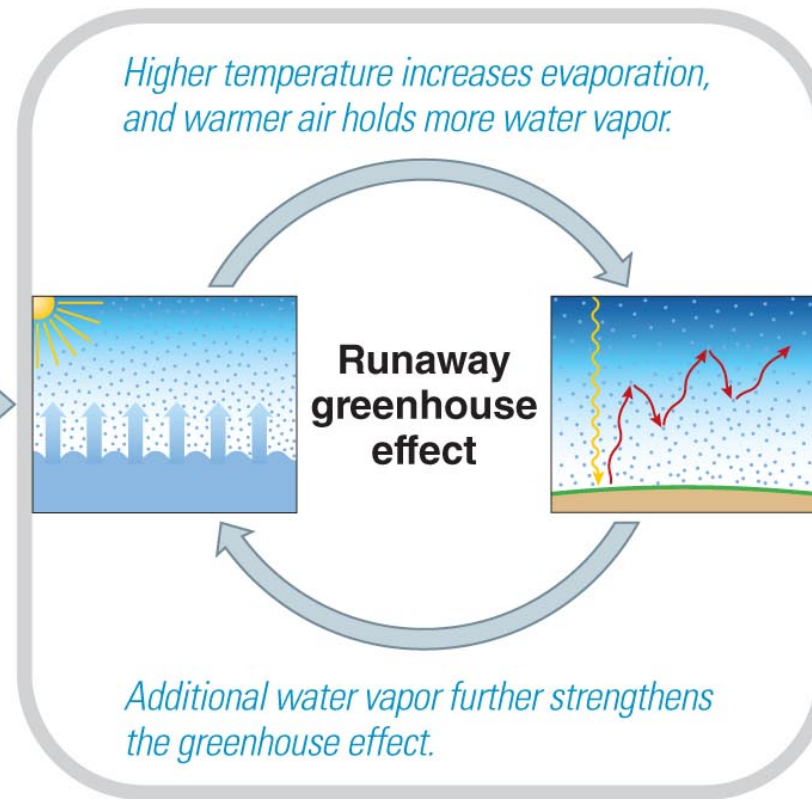 Higher temperature increases evaporation,
and warmer air holds more water vapor.
Runaway
greenhouse
effect
Additional water vapor further strengthens
the greenhouse effect.